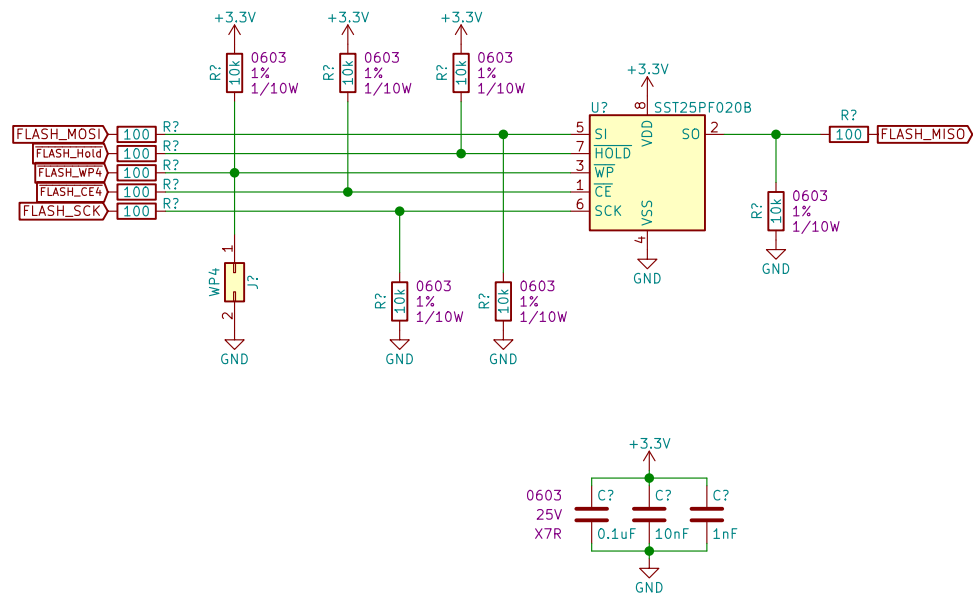 +3.3V
+3.3V
+3.3V
R?
10k
0603
1%
1/10W
R?
10k
0603
1%
1/10W
R?
10k
0603
1%
1/10W
+3.3V
U?
8
SST25PF020B
VDD
FLASH_MOSI
100
R?
5
SI
SO
2
R?
100
FLASH_MISO
FLASH_Hold
100
R?
7
HOLD
FLASH_WP4
100
R?
3
WP
FLASH_CE4
100
R?
1
CE
FLASH_SCK
100
R?
6
SCK
VSS
4
GND
R?
10k
0603
1%
1/10W
GND
1
WP4
J?
2
GND
R?
10k
0603
1%
1/10W
GND
R?
10k
0603
1%
1/10W
GND
+3.3V
0603
25V
X7R
C?
0.1uF
C?
10nF
C?
1nF
GND